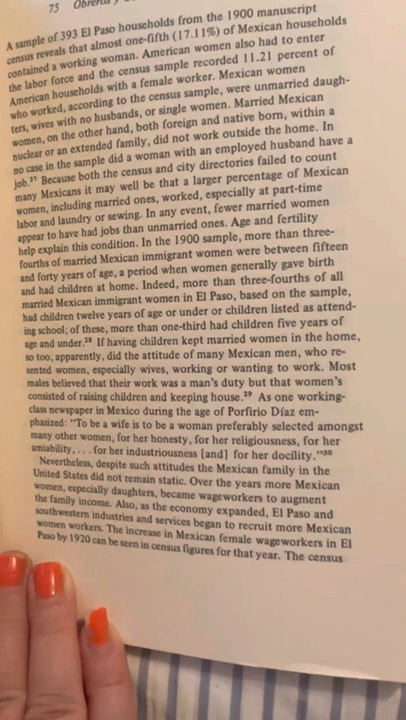 75 Obreros y
A sample of 393 El Paso households from the 1900 manuscript
census reveals that almost one-fifth (17.11%) of Mexican households
contained a working woman. American women also had to enter
the labor force and the census sample recorded 11.21 percent of
American households with a female worker. Mexican women
who worked, according to the census sample, were unmarried daugh-
ters, wives with no husbands, or single women. Married Mexican
women, on the other hand, both foreign and native born, within a
nuclear or an extended family, did not work outside the home. In
no case in the sample did a woman with an employed husband have a
job.²⁷ Because both the census and city directories failed to count
many Mexicans it may well be that a larger percentage of Mexican
women, including married ones, worked, especially at part-time
labor and laundry or sewing. In any event, fewer married women
appear to have had jobs than unmarried ones. Age and fertility
help explain this condition. In the 1900 sample, more than three-
fourths of married Mexican immigrant women were between fifteen
and forty years of age, a period when women generally gave birth
and had children at home. Indeed, more than three-fourths of all
married Mexican immigrant women in El Paso, based on the sample,
had children twelve years of age or under or children listed as attend-
ing school; of these, more than one-third had children five years of
age and under.²⁸ If having children kept married women in the home,
so too, apparently, did the attitude of many Mexican men, who re-
sented women, especially wives, working or wanting to work. Most
males believed that their work was a man's duty but that women's
consisted of raising children and keeping house.²⁹ As one working-
class newspaper in Mexico during the age of Porfirio Díaz em-
phasized: "To be a wife is to be a woman preferably selected amongst
many other women, for her honesty, for her religiousness, for her
amiability, . . . for her industriousness [and] for her docility."³⁰
Nevertheless, despite such attitudes the Mexican family in the
United States did not remain static. Over the years more Mexican
women, especially daughters, became wageworkers to augment
the family income. Also, as the economy expanded, El Paso and
southwestern industries and services began to recruit more Mexican
women workers. The increase in Mexican female wageworkers in El
Paso by 1920 can be seen in census figures for that year. The census